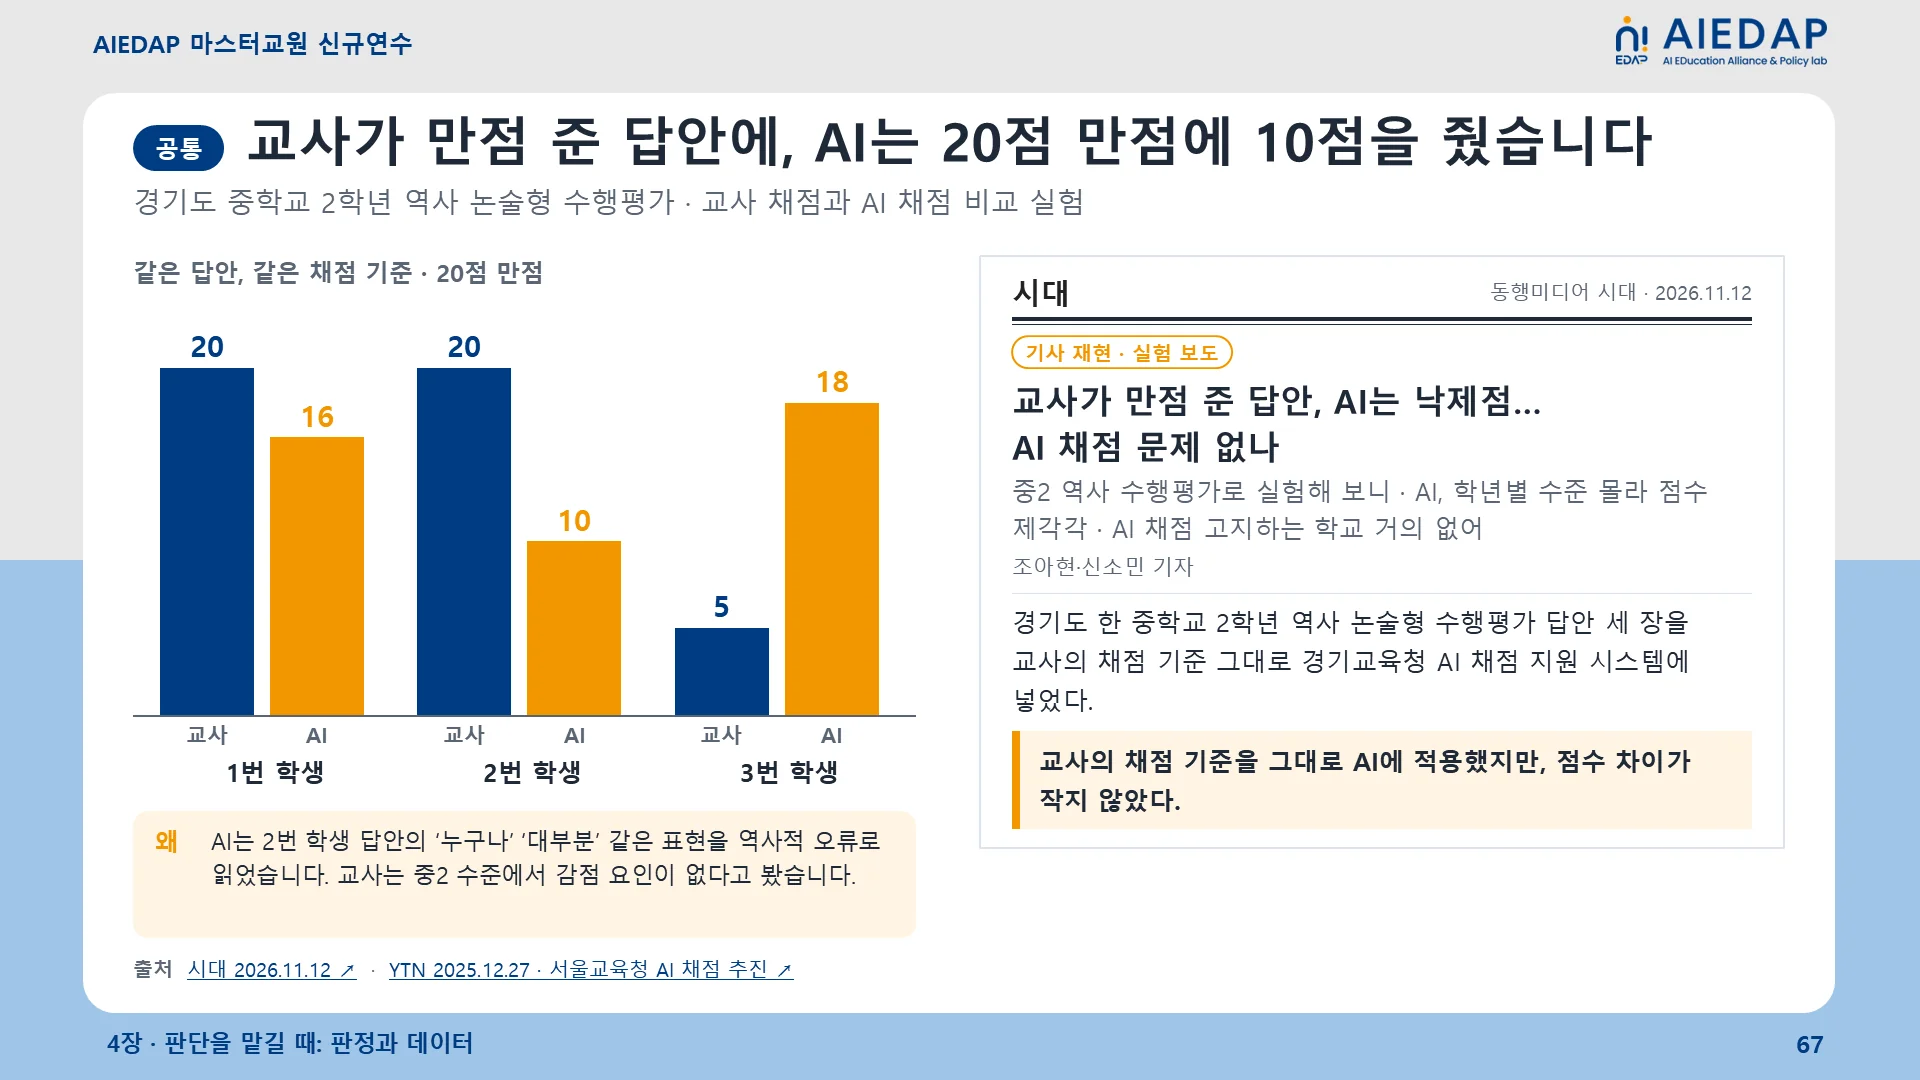 AIEDAP 마스터교원 신규연수
AIEDAP
EDAP
AI EDucation Alliance & Policy lab
공통
교사가 만점 준 답안에, AI는 20점 만점에 10점을 줬습니다
경기도 중학교 2학년 역사 논술형 수행평가 · 교사 채점과 AI 채점 비교 실험
같은 답안, 같은 채점 기준 · 20점 만점
20
16
20
10
5
18
교사 AI 교사 AI 교사 AI
1번 학생 2번 학생 3번 학생
왜
AI는 2번 학생 답안의 ‘누구나’ ‘대부분’ 같은 표현을 역사적 오류로
읽었습니다. 교사는 중2 수준에서 감점 요인이 없다고 봤습니다.
출처 시대 2026.11.12 ↗ · YTN 2025.12.27 · 서울교육청 AI 채점 추진 ↗
시대
동행미디어 시대 · 2026.11.12
기사 재현 · 실험 보도
교사가 만점 준 답안, AI는 낙제점…
AI 채점 문제 없나
중2 역사 수행평가로 실험해 보니 · AI, 학년별 수준 몰라 점수
제각각 · AI 채점 고지하는 학교 거의 없어
조아현·신소민 기자
경기도 한 중학교 2학년 역사 논술형 수행평가 답안 세 장을
교사의 채점 기준 그대로 경기교육청 AI 채점 지원 시스템에
넣었다.
교사의 채점 기준을 그대로 AI에 적용했지만, 점수 차이가
작지 않았다.
4장 · 판단을 맡길 때: 판정과 데이터
67